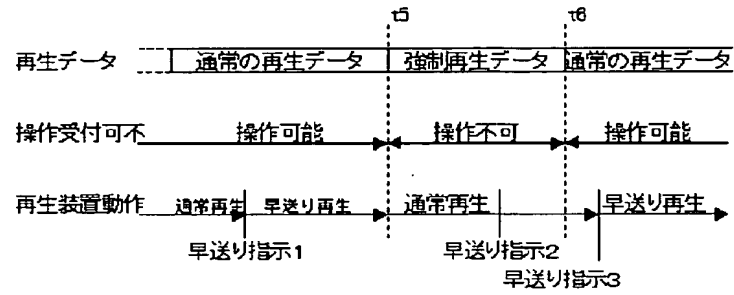 t5 t6
再生データ 通常の再生データ 強制再生データ 通常の再生データ
操作受付可不 操作可能 操作不可 操作可能
再生装置動作 通常再生 早送り再生 通常再生 早送り再生
早送り指示1 早送り指示2
早送り指示3